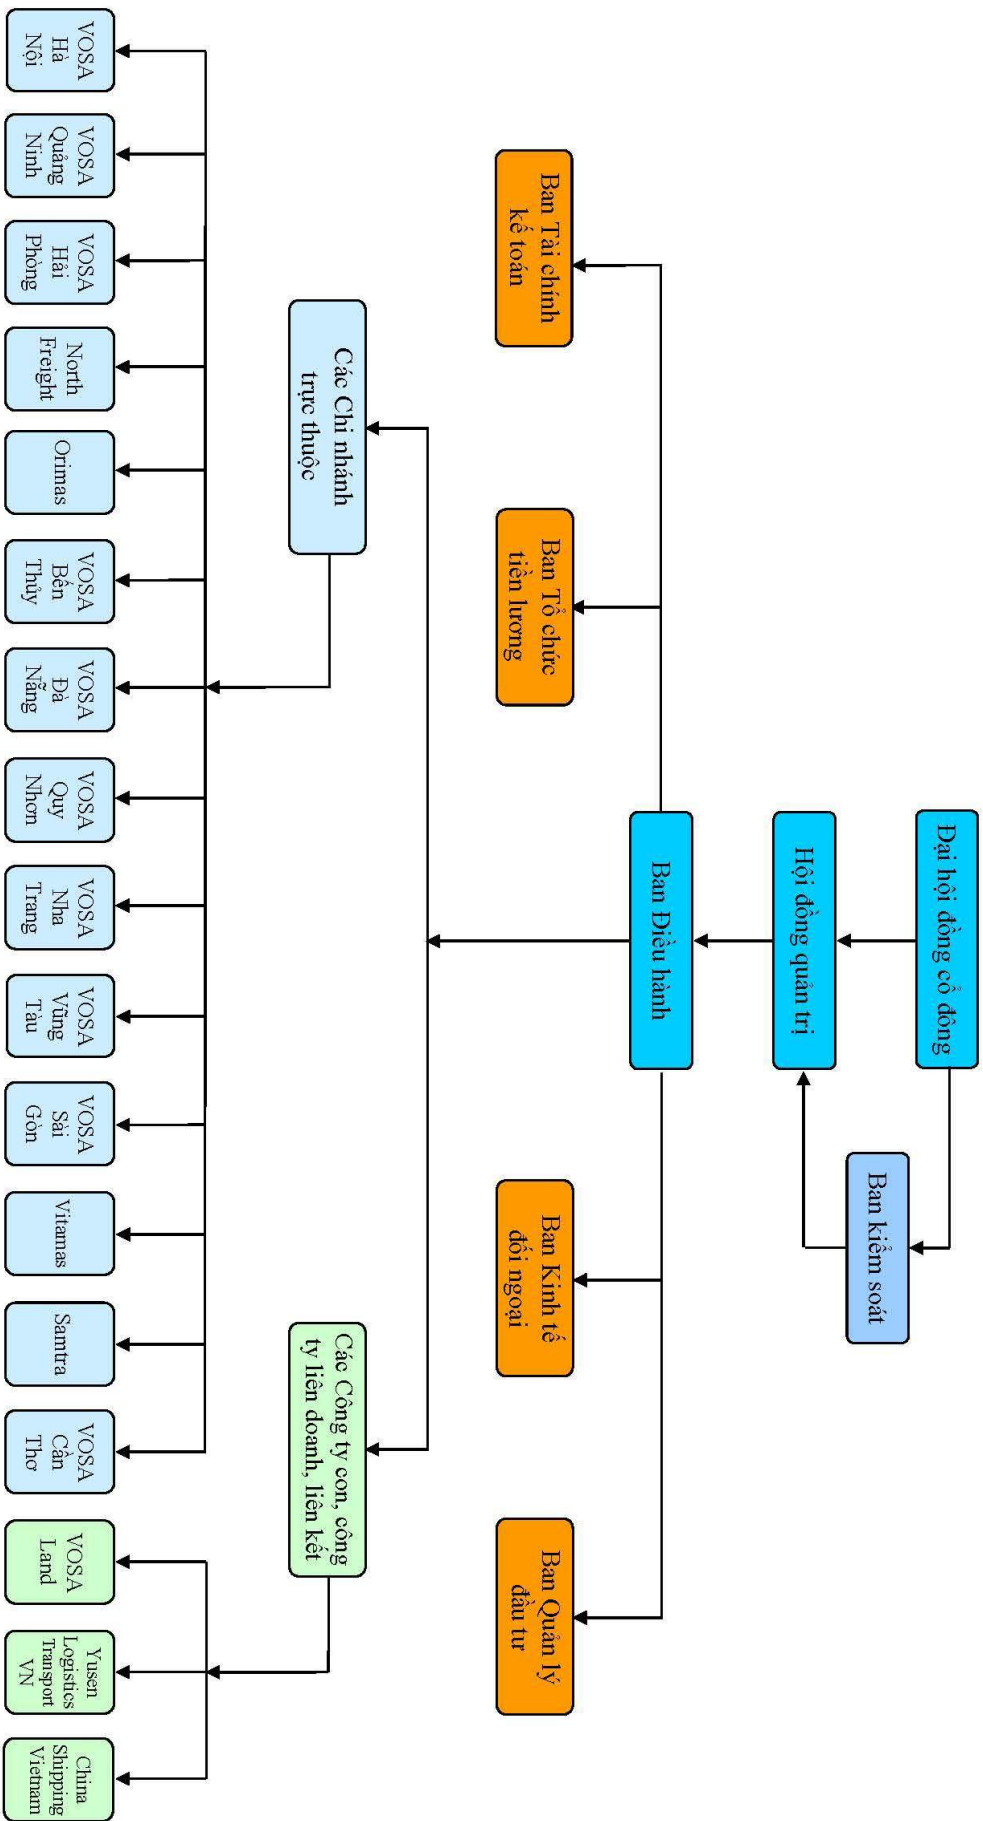 Đại hội đồng cổ đông
Ban kiểm soát
Hội đồng quản trị
Ban Điều hành
Ban Tài chính
kế toán
Ban Tổ chức
tiền lương
Ban Kinh tế
đối ngoại
Ban Quản lý
đầu tư
Các Chi nhánh
trực thuộc
Các Công ty con, công
ty liên doanh, liên kết
VOSA
Hà
Nội
VOSA
Quảng
Ninh
VOSA
Hải
Phòng
North
Freight
Orimas
VOSA
Bến
Thủy
VOSA
Đà
Nẵng
VOSA
Quy
Nhơn
VOSA
Nha
Trang
VOSA
Vũng
Tàu
VOSA
Sài
Gòn
Vitamas
Samtra
VOSA
Cần
Thơ
VOSA
Land
Yusen
Logistics
Transport
VN
China
Shipping
Vietnam